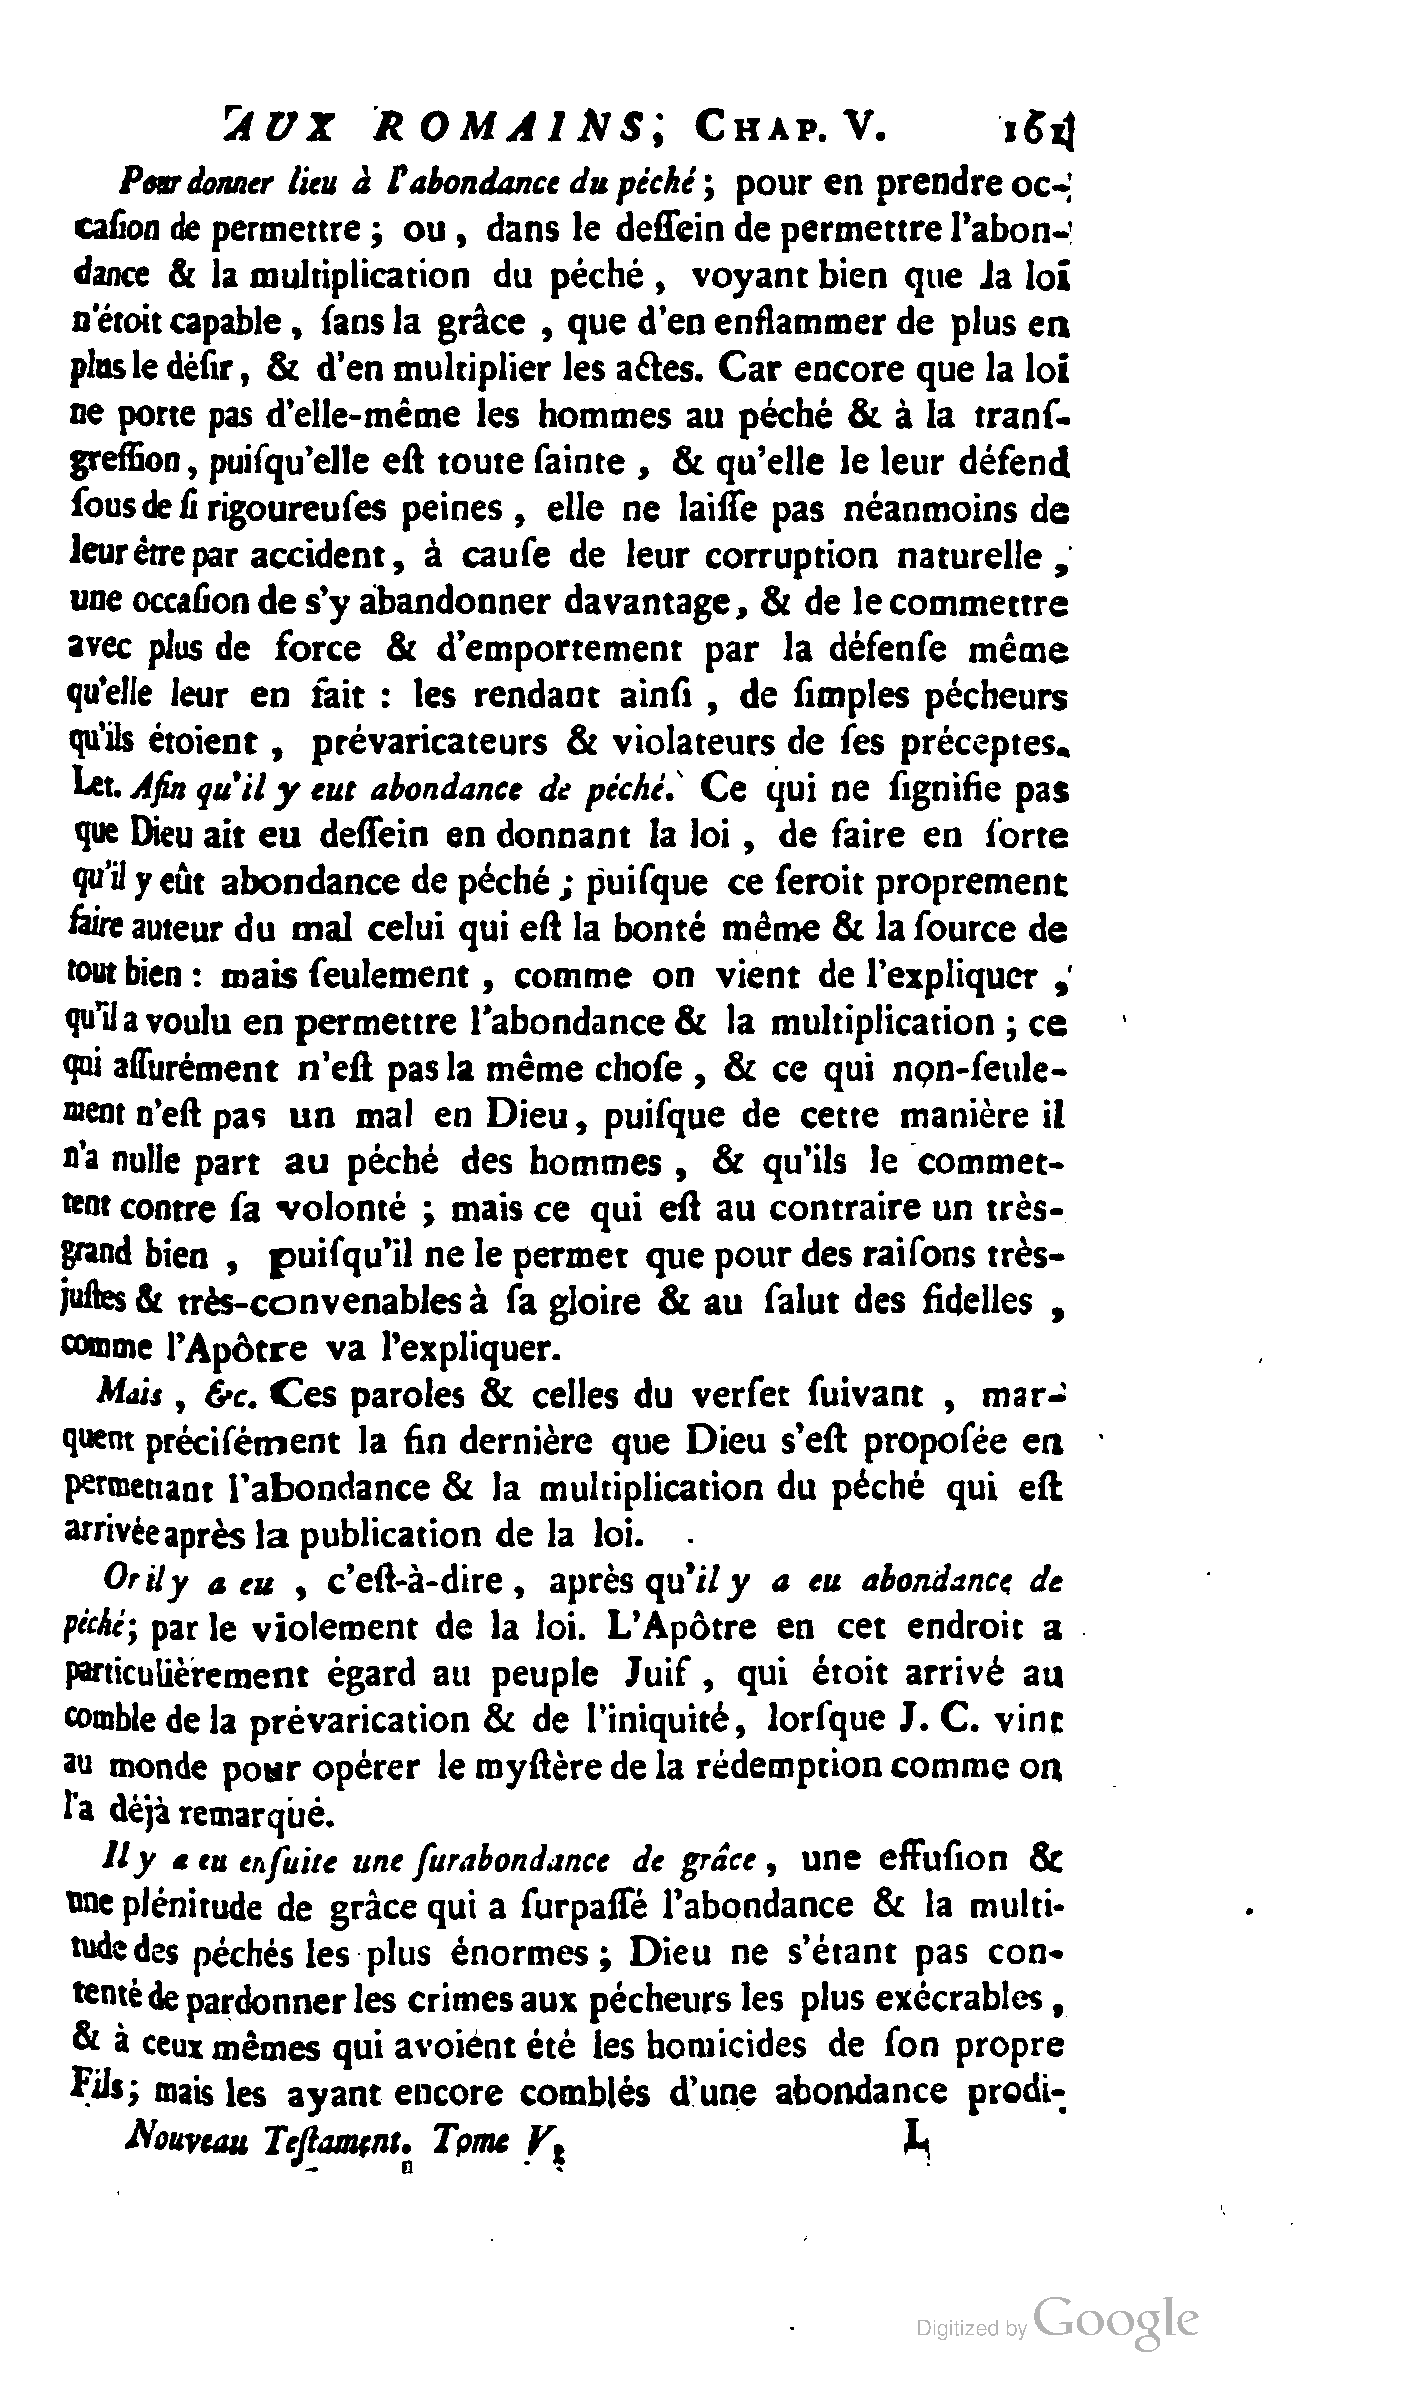 AUX ROMAINS, CHAP. V. 161
Pour donner lieu à l'abondance du péché ; pour en prendre oc-
caſion de permettre ; ou, dans le deſſein de permettre l'abon-
dance & la multiplication du péché, voyant bien que la loi
n'étoit capable, ſans la grâce, que d'en enflammer de plus en
plus le déſir, & d'en multiplier les actes. Car encore que la loi
ne porte pas d'elle-même les hommes au péché & à la tranſ-
greſſion, puiſqu'elle eſt toute ſainte, & qu'elle le leur défend
ſous de ſi rigoureuſes peines, elle ne laiſſe pas néanmoins de
leur être par accident, à cauſe de leur corruption naturelle,
une occaſion de s'y abandonner davantage, & de le commettre
avec plus de force & d'emportement par la défenſe même
qu'elle leur en fait : les rendant ainſi, de ſimples pécheurs
qu'ils étoient, prévaricateurs & violateurs de ſes préceptes.
Let. Afin qu'il y eut abondance de péché. Ce qui ne ſignifie pas
que Dieu ait eu deſſein en donnant la loi, de faire en ſorte
qu'il y eût abondance de péché ; puiſque ce ſeroit proprement
faire auteur du mal celui qui eſt la bonté même & la ſource de
tout bien : mais ſeulement, comme on vient de l'expliquer,
qu'il a voulu en permettre l'abondance & la multiplication ; ce
qui aſſurément n'eſt pas la même choſe, & ce qui non-ſeule-
ment n'eſt pas un mal en Dieu, puiſque de cette manière il
n'a nulle part au péché des hommes, & qu'ils le commet-
tent contre ſa volonté ; mais ce qui eſt au contraire un très-
grand bien, puiſqu'il ne le permet que pour des raiſons très-
juſtes & très-convenables à ſa gloire & au ſalut des fidelles,
comme l'Apôtre va l'expliquer.
Mais, &c. Ces paroles & celles du verſet ſuivant, mar-
quent préciſément la fin dernière que Dieu s'eſt propoſée en
permettant l'abondance & la multiplication du péché qui eſt
arrivée après la publication de la loi.
Or il y a eu, c'eſt-à-dire, après qu'il y a eu abondance de
péché ; par le violement de la loi. L'Apôtre en cet endroit a
particulièrement égard au peuple Juif, qui étoit arrivé au
comble de la prévarication & de l'iniquité, lorſque J. C. vint
au monde pour opérer le myſtère de la rédemption comme on
l'a déjà remarqué.
Il y a eu enſuite une ſurabondance de grâce, une effuſion &
une plénitude de grâce qui a ſurpaſſé l'abondance & la multi-
tude des péchés les plus énormes ; Dieu ne s'étant pas con-
tenté de pardonner les crimes aux pécheurs les plus exécrables,
& à ceux mêmes qui avoient été les homicides de ſon propre
Fils ; mais les ayant encore comblés d'une abondance prodi-
Nouveau Teſtament. Tome V. L
Digitized by Google